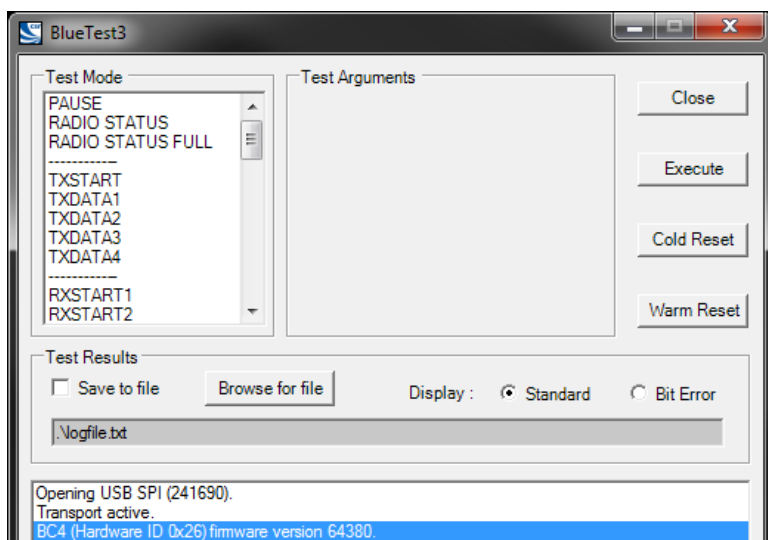 BlueTest3
Test Mode
PAUSE
RADIO STATUS
RADIO STATUS FULL
------------
TXSTART
TXDATA1
TXDATA2
TXDATA3
TXDATA4
------------
RXSTART1
RXSTART2
Test Arguments
Close
Execute
Cold Reset
Warm Reset
Test Results
Save to file
Browse for file
Display :
Standard
Bit Error
.\logfile.txt
Opening USB SPI (241690).
Transport active.
BC4 (Hardware ID 0x26) firmware version 64380.